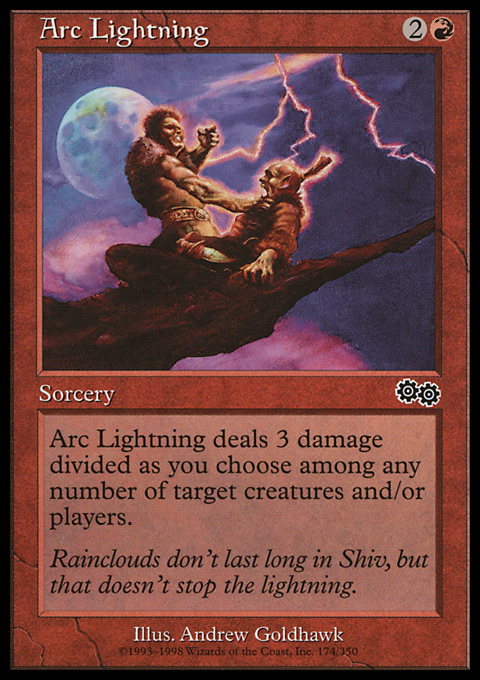 Arc Lightning 2
Sorcery
Arc Lightning deals 3 damage
divided as you choose among any
number of target creatures and/or
players.
Rainclouds don't last long in Shiv, but
that doesn't stop the lightning.
Illus. Andrew Goldhawk
©1993–1998 Wizards of the Coast, Inc. 174/350